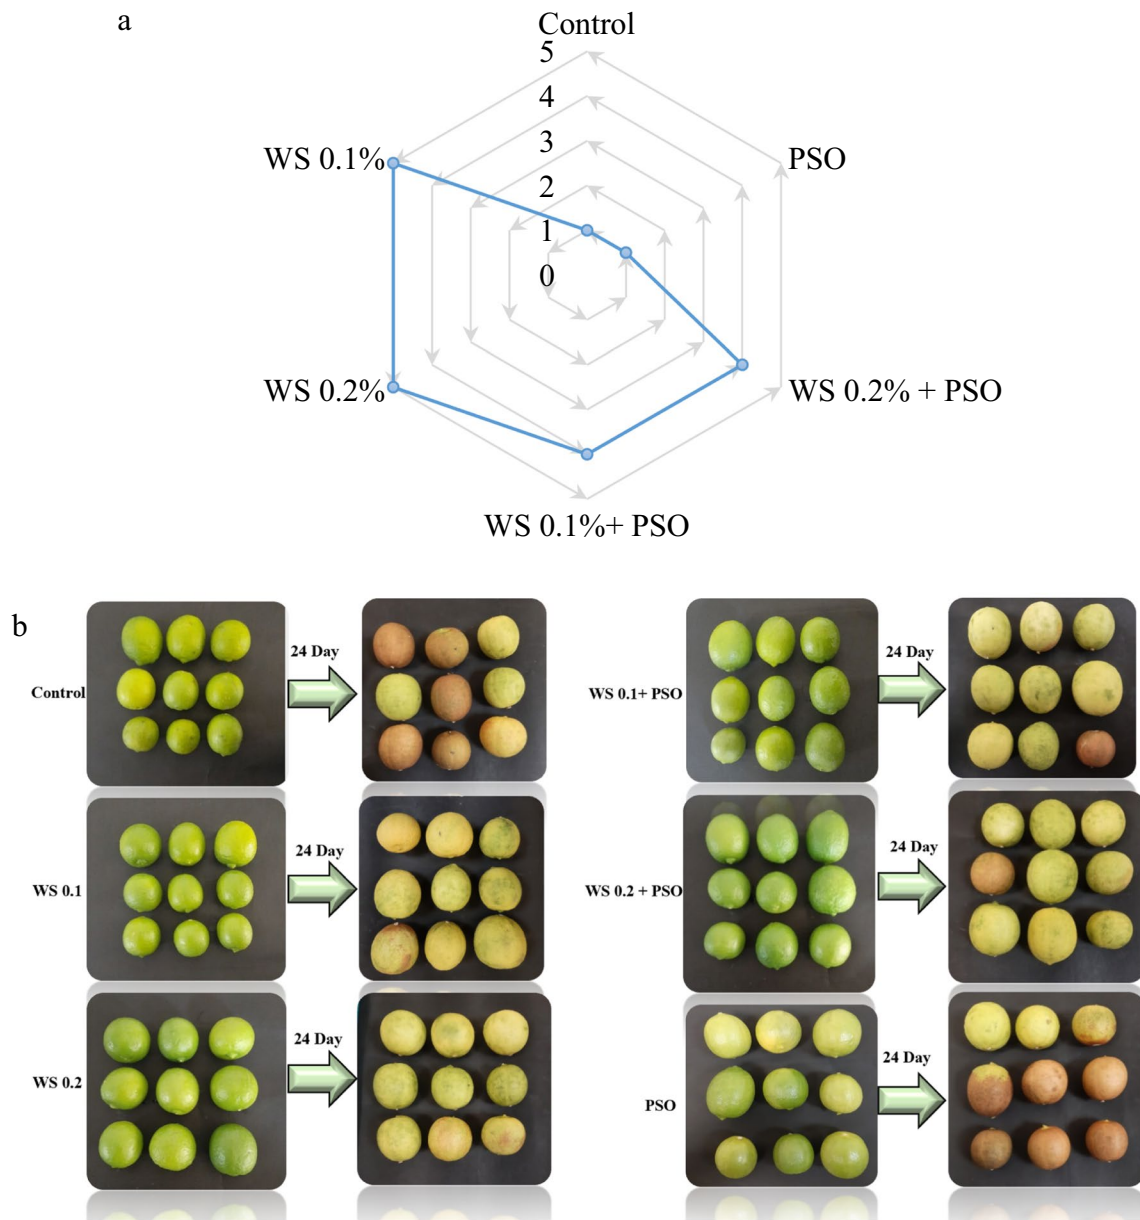 a
Control
5
4
3
2
1
0
WS 0.1%
PSO
WS 0.2%
WS 0.2% + PSO
WS 0.1%+ PSO
b
Control
24 Day
WS 0.1+ PSO
24 Day
WS 0.1
24 Day
WS 0.2 + PSO
24 Day
WS 0.2
24 Day
PSO
24 Day